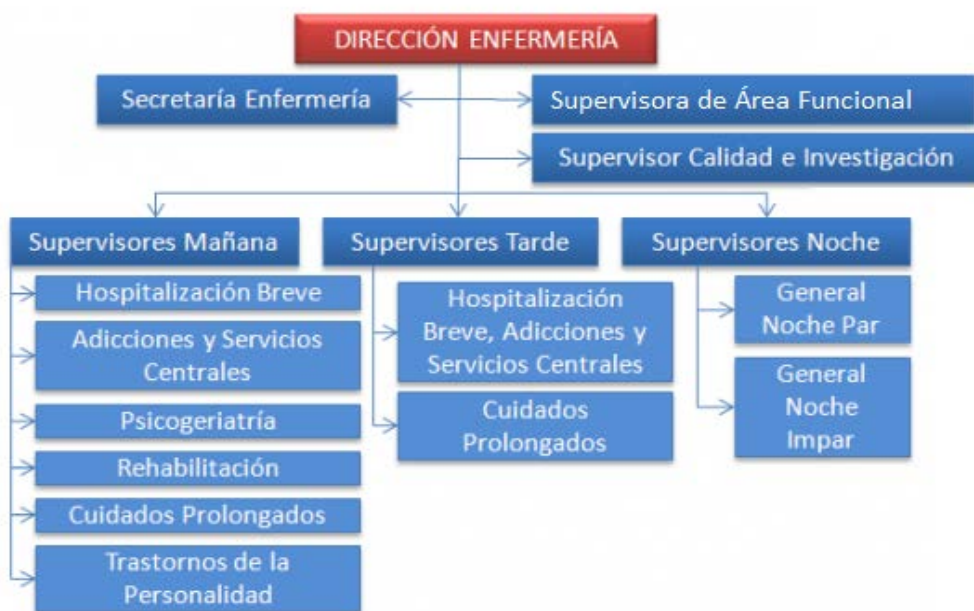 DIRECCIÓN ENFERMERÍA
Secretaría Enfermería
Supervisora de Área Funcional
Supervisor Calidad e Investigación
Supervisores Mañana
Hospitalización Breve
Adicciones y Servicios
Centrales
Psicogeriatría
Rehabilitación
Cuidados Prolongados
Trastornos de la
Personalidad
Supervisores Tarde
Hospitalización
Breve, Adicciones y
Servicios Centrales
Cuidados
Prolongados
Supervisores Noche
General
Noche Par
General
Noche
Impar